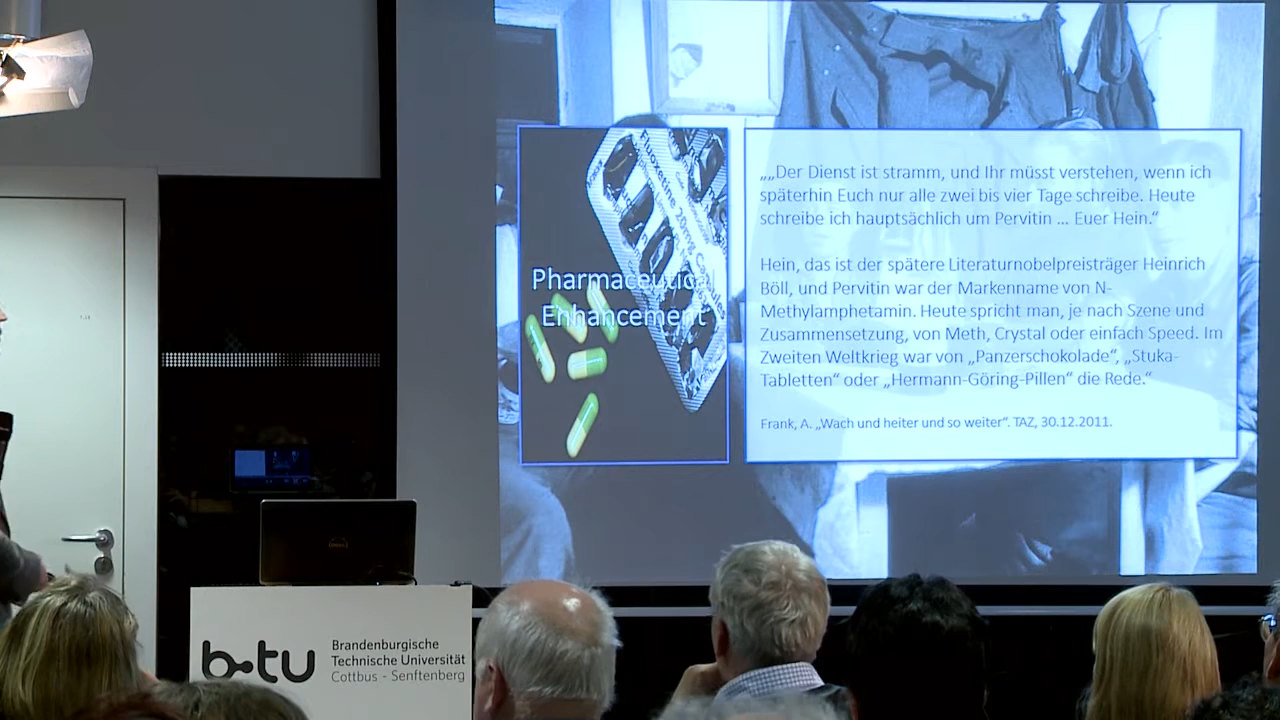 Fluoxetine 20mg
Pharmaceutical
Enhancement
„„Der Dienst ist stramm, und Ihr müsst verstehen, wenn ich
späterhin Euch nur alle zwei bis vier Tage schreibe. Heute
schreibe ich hauptsächlich um Pervitin ... Euer Hein.“
Hein, das ist der spätere Literaturnobelpreisträger Heinrich
Böll, und Pervitin war der Markenname von N-
Methylamphetamin. Heute spricht man, je nach Szene und
Zusammensetzung, von Meth, Crystal oder einfach Speed. Im
Zweiten Weltkrieg war von „Panzerschokolade“, „Stuka-
Tabletten“ oder „Hermann-Göring-Pillen“ die Rede.“
Frank, A. „Wach und heiter und so weiter“. TAZ, 30.12.2011.
b-tu
Brandenburgische
Technische Universität
Cottbus - Senftenberg